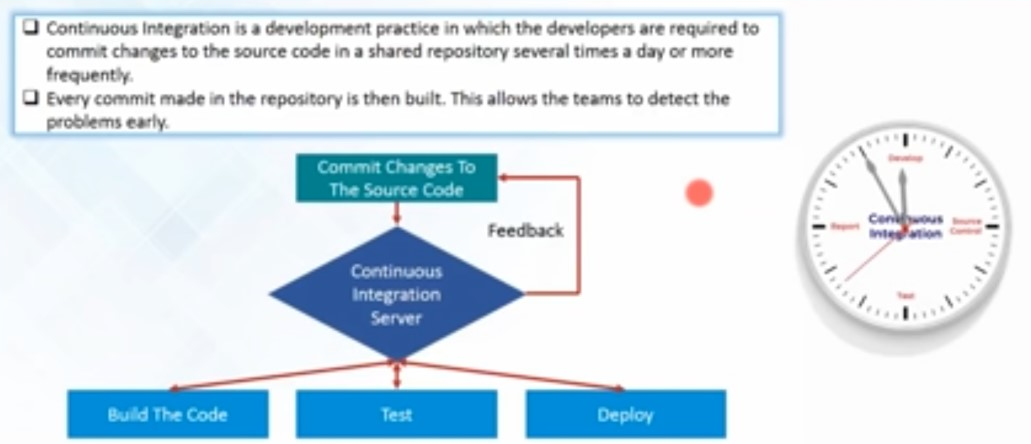 ❑ Continuous Integration is a development practice in which the developers are required to
commit changes to the source code in a shared repository several times a day or more
frequently.
❑ Every commit made in the repository is then built. This allows the teams to detect the
problems early.
Commit Changes To
The Source Code
Feedback
Continuous
Integration
Server
Build The Code
Test
Deploy
Develop
Continuous
Integration
Report
Source
Control
Test